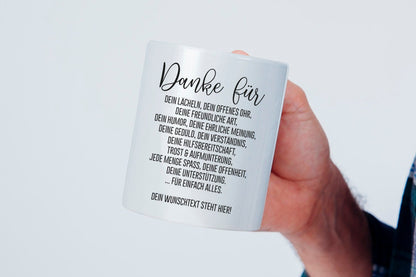 Danke für
DEIN LÄCHELN, DEIN OFFENES OHR,
DEINE FREUNDLICHE ART,
DEIN HUMOR, DEINE EHRLICHE MEINUNG,
DEINE GEDULD, DEIN VERSTÄNDNIS,
DEINE HILFSBEREITSCHAFT,
TROST & AUFMUNTERUNG,
JEDE MENGE SPASS, DEINE OFFENHEIT,
DEINE UNTERSTÜTZUNG.
... FÜR EINFACH ALLES.
DEIN WUNSCHTEXT STEHT HIER!